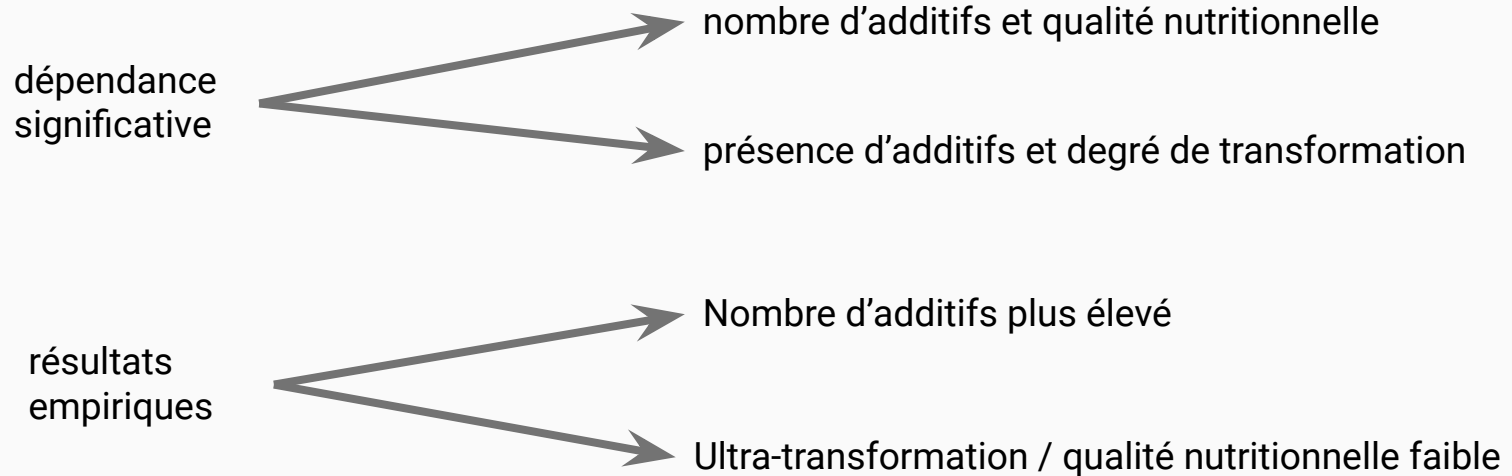 dépendance
significative
nombre d’additifs et qualité nutritionnelle
présence d’additifs et degré de transformation
résultats
empiriques
Nombre d’additifs plus élevé
Ultra-transformation / qualité nutritionnelle faible